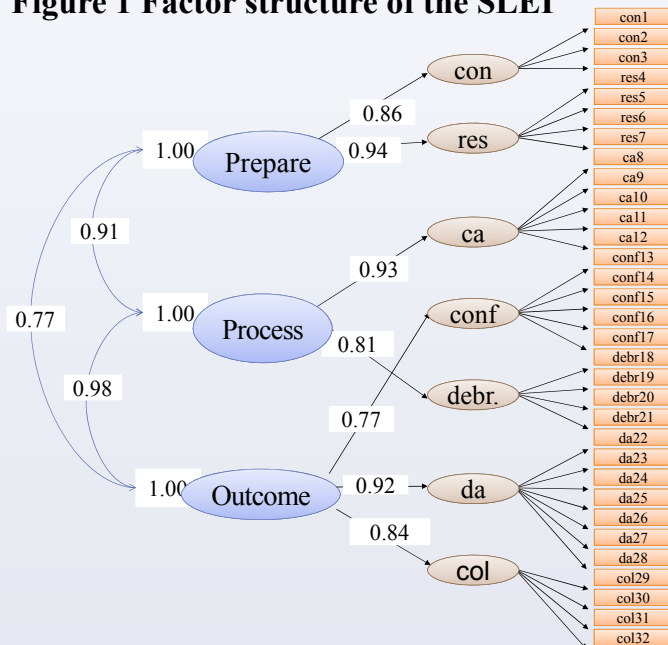 Figure 1 Factor structure of the SLEI
con1
con2
con3
res4
res5
res6
res7
ca8
ca9
ca10
ca11
ca12
conf13
conf14
conf15
conf16
conf17
debr18
debr19
debr20
debr21
da22
da23
da24
da25
da26
da27
da28
col29
col30
col31
col32
con
res
ca
conf
debr.
da
col
0.86
0.94
0.93
0.81
0.77
0.92
0.84
1.00
Prepare
1.00
Process
1.00
Outcome
0.91
0.77
0.98